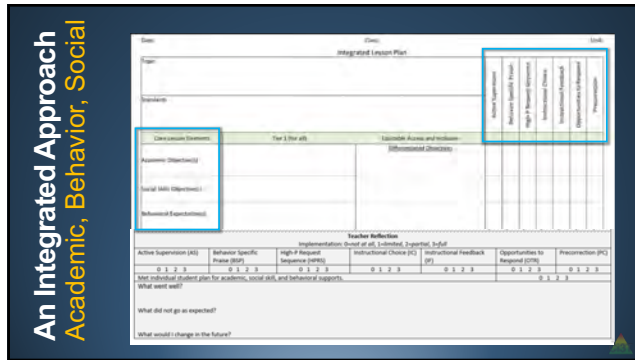 An Integrated Approach
Academic, Behavior, Social
Date: Class: Unit:
Integrated Lesson Plan
Topic:
Standards
Active Supervision
Behavior Specific Praise
High-P Request Sequence
Instructional Choice
Instructional Feedback
Opportunities to Respond
Precorrection
Core Lesson Elements Tier 1 (for all) Equitable Access and Inclusion
Differentiated Objectives
Academic Objective(s)
Social Skills Objective(s)
Behavioral Expectation(s)
Teacher Reflection
Implementation: 0=not at all, 1=limited, 2=partial, 3=full
Active Supervision (AS) Behavior Specific Praise (BSP) High-P Request Sequence (HPRS) Instructional Choice (IC) Instructional Feedback (IF) Opportunities to Respond (OTR) Precorrection (PC)
0 1 2 3 0 1 2 3 0 1 2 3 0 1 2 3 0 1 2 3 0 1 2 3 0 1 2 3
Met individual student plan for academic, social skill, and behavioral supports. 0 1 2 3
What went well?
What did not go as expected?
What would I change in the future?